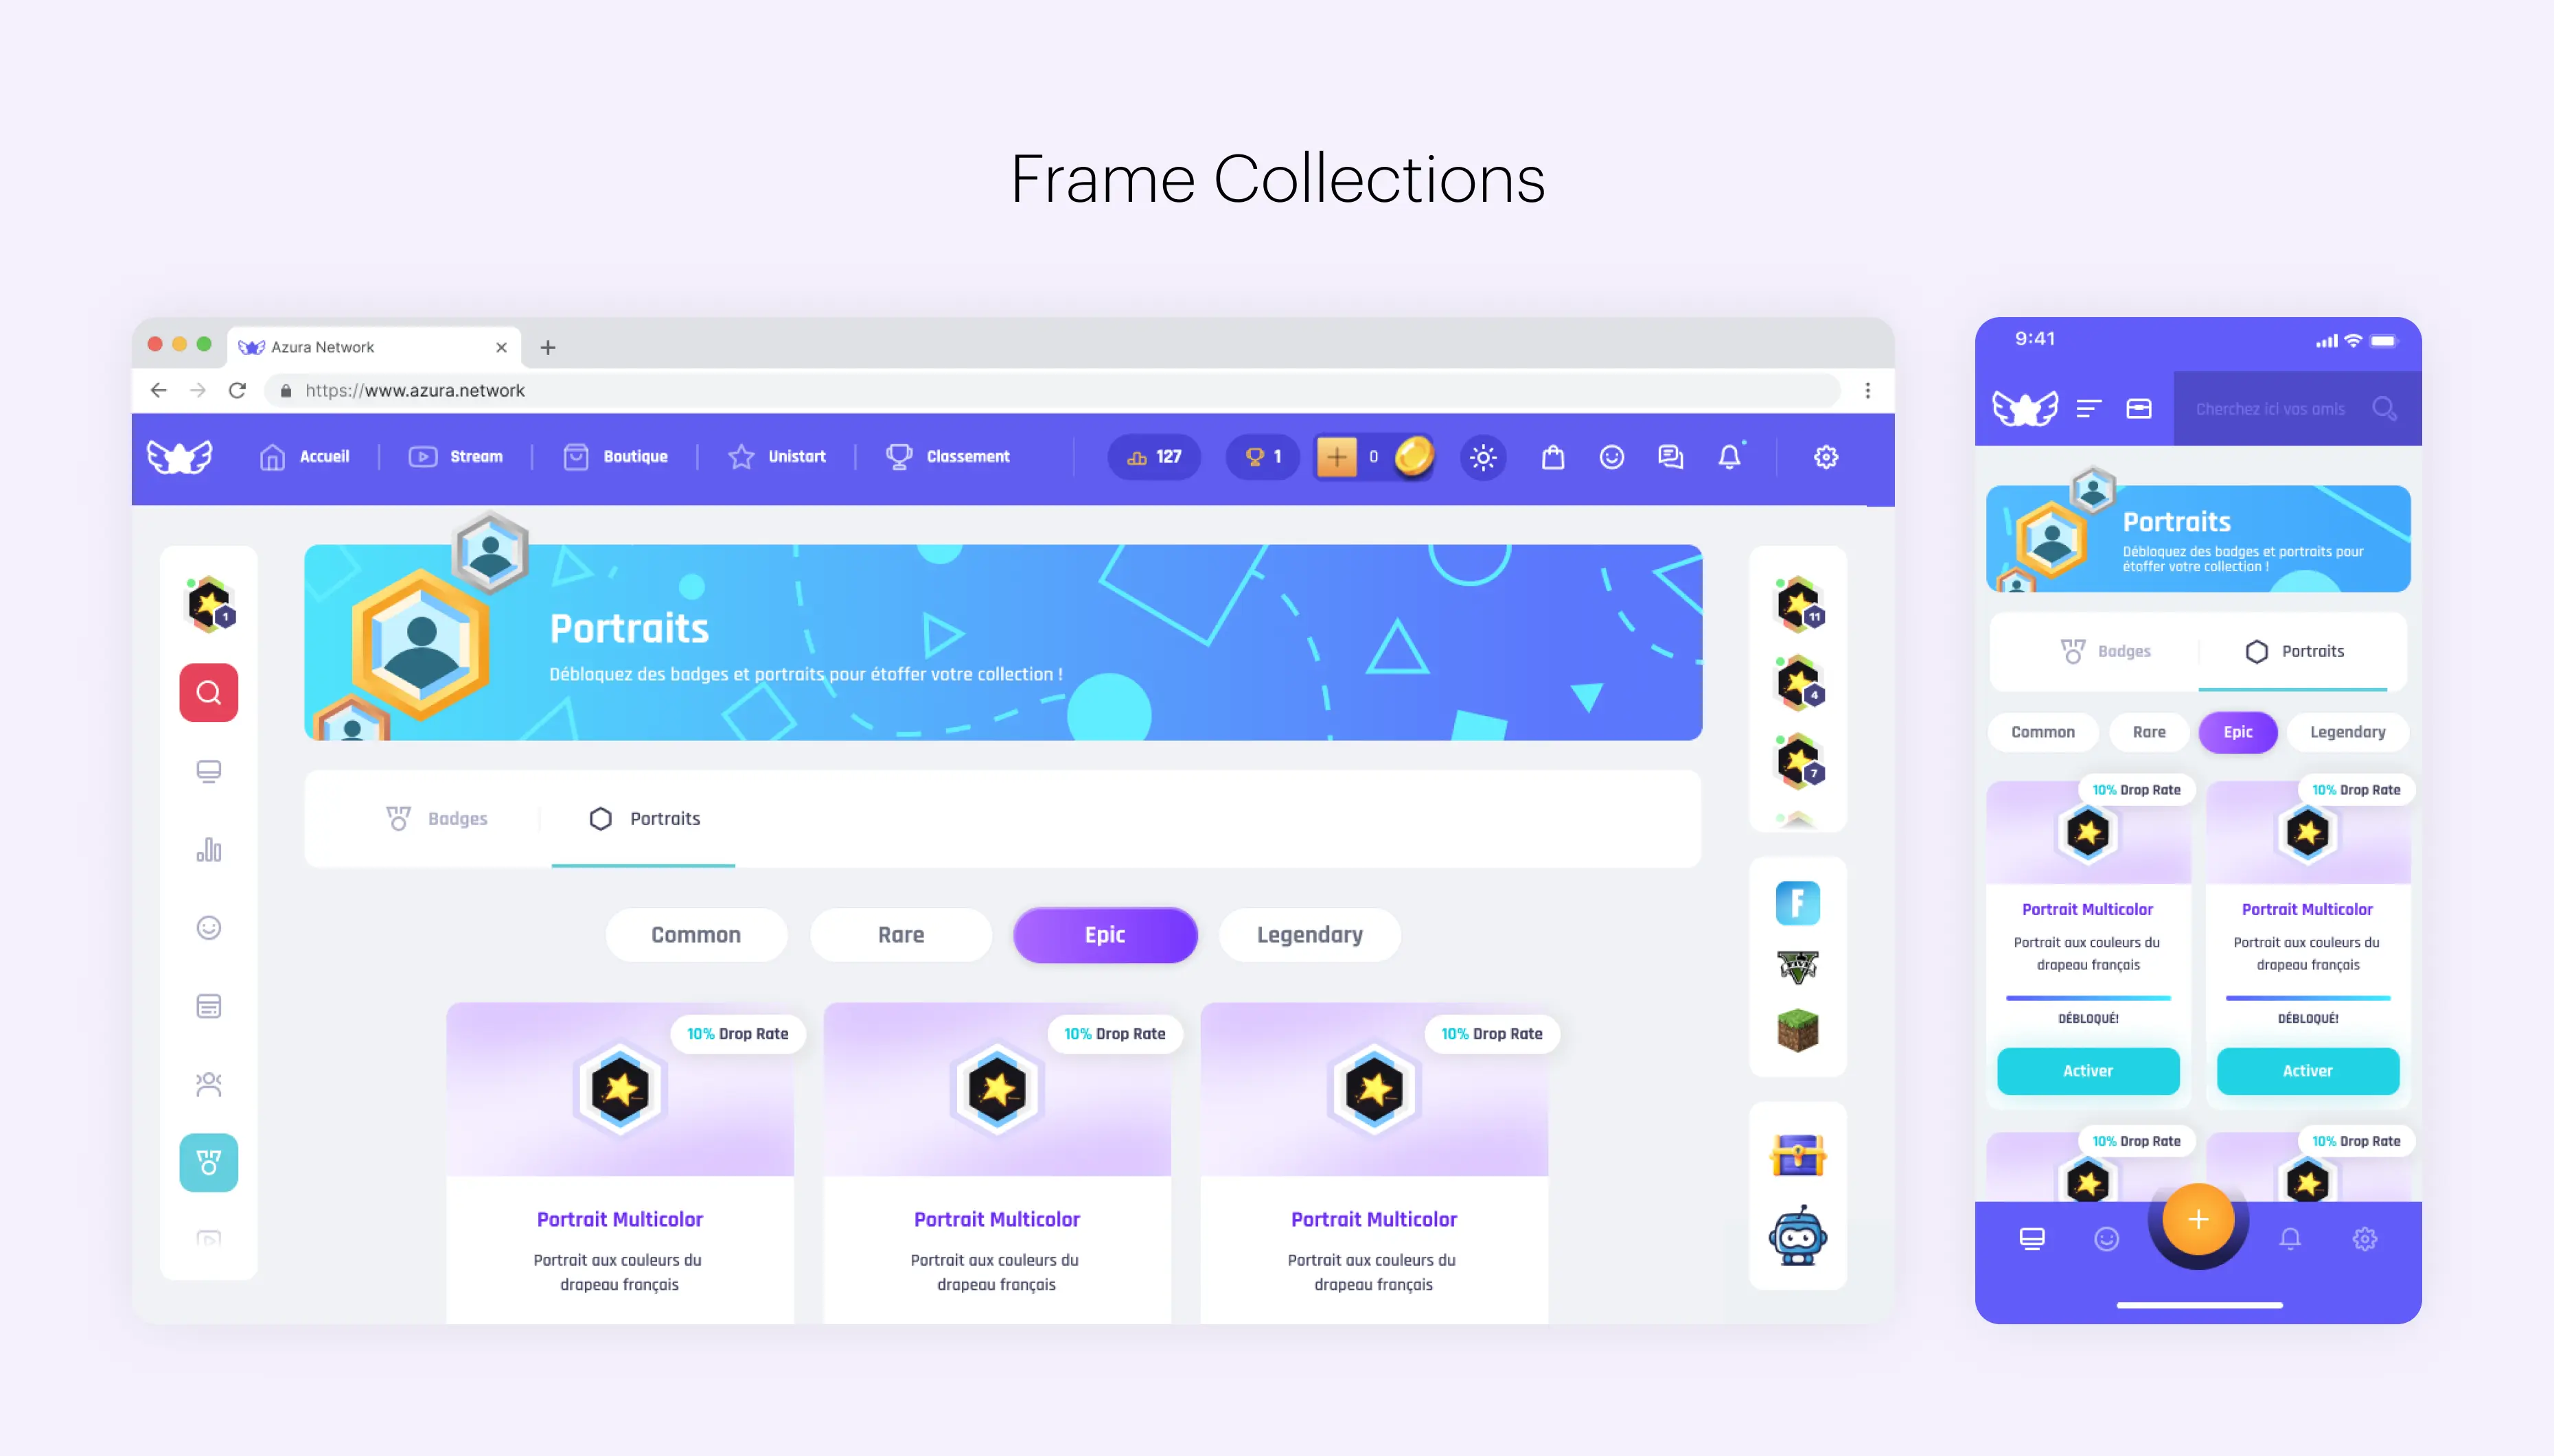 Frame Collections
Azura Network
https://www.azura.network
Accueil
Stream
Boutique
Unistart
Classement
127
1
0
1
Portraits
Débloquez des badges et portraits pour étoffer votre collection !
11
4
7
Badges
Portraits
Common
Rare
Epic
Legendary
10% Drop Rate
10% Drop Rate
10% Drop Rate
F
V
FIVE
Portrait Multicolor
Portrait aux couleurs du
drapeau français
Portrait Multicolor
Portrait aux couleurs du
drapeau français
Portrait Multicolor
Portrait aux couleurs du
drapeau français
9:41
Cherchez ici vos amis
Portraits
Débloquez des badges et portraits pour
étoffer votre collection !
Badges
Portraits
Common
Rare
Epic
Legendary
10% Drop Rate
10% Drop Rate
Portrait Multicolor
Portrait aux couleurs du
drapeau français
DÉBLOQUÉ!
Activer
Portrait Multicolor
Portrait aux couleurs du
drapeau français
DÉBLOQUÉ!
Activer
10% Drop Rate
10% Drop Rate